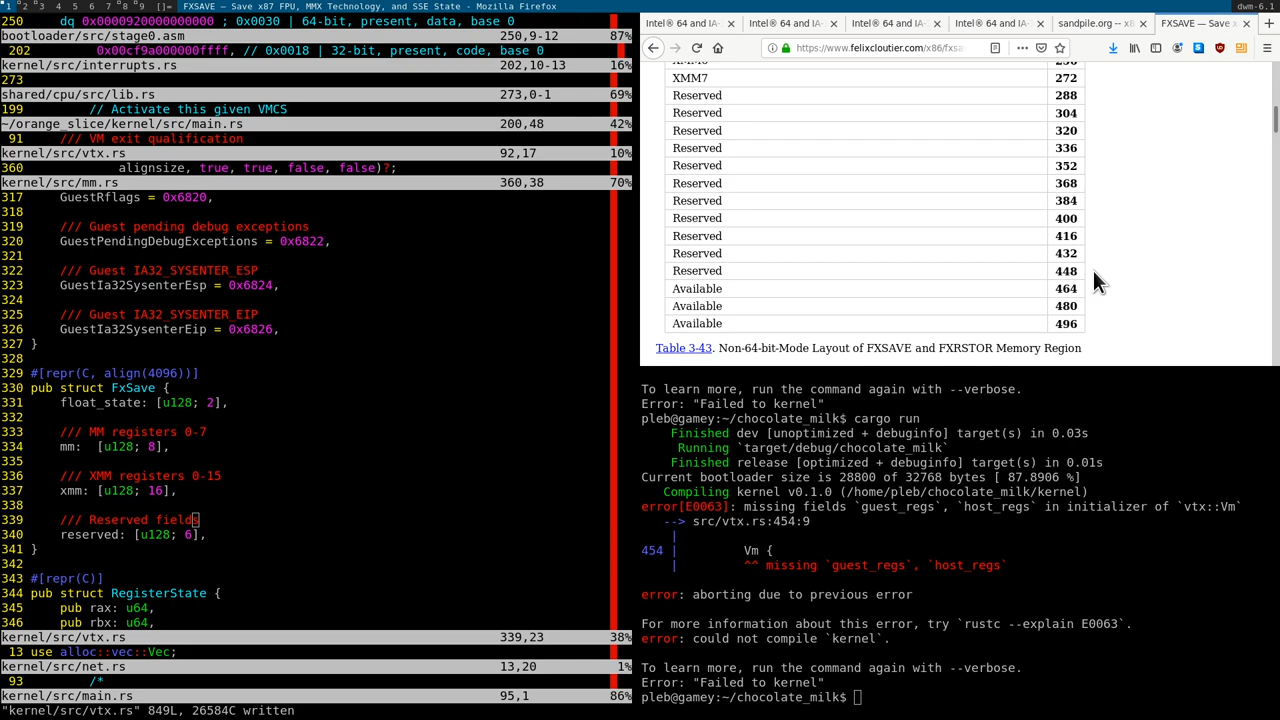 1 2 3 4 5 6 7 8 9 []= FXSAVE — Save x87 FPU, MMX Technology, and SSE State - Mozilla Firefox dwm-6.1
250 dq 0x0000920000000000 ; 0x0030 | 64-bit, present, data, base 0
bootloader/src/stage0.asm 250,9-12 87%
202 0x00cf9a000000ffff, // 0x0018 | 32-bit, present, code, base 0
kernel/src/interrupts.rs 202,10-13 16%
273
shared/cpu/src/lib.rs 273,0-1 69%
199 // Activate this given VMCS
~/orange_slice/kernel/src/main.rs 200,48 42%
91 /// VM exit qualification
kernel/src/vtx.rs 92,17 10%
360 alignsize, true, true, false, false)?;
kernel/src/mm.rs 360,38 70%
317 GuestRflags = 0x6820,
318
319 /// Guest pending debug exceptions
320 GuestPendingDebugExceptions = 0x6822,
321
322 /// Guest IA32_SYSENTER_ESP
323 GuestIa32SysenterEsp = 0x6824,
324
325 /// Guest IA32_SYSENTER_EIP
326 GuestIa32SysenterEip = 0x6826,
327 }
328
329 #[repr(C, align(4096))]
330 pub struct FxSave {
331 float_state: [u128; 2],
332
333 /// MM registers 0-7
334 mm: [u128; 8],
335
336 /// XMM registers 0-15
337 xmm: [u128; 16],
338
339 /// Reserved fields
340 reserved: [u128; 6],
341 }
342
343 #[repr(C)]
344 pub struct RegisterState {
345 pub rax: u64,
346 pub rbx: u64,
kernel/src/vtx.rs 339,23 38%
13 use alloc::vec::Vec;
kernel/src/net.rs 13,20 1%
93 /*
kernel/src/main.rs 95,1 86%
"kernel/src/vtx.rs" 849L, 26584C written
Intel® 64 and IA- Intel® 64 and IA- Intel® 64 and IA- Intel® 64 and IA- sandpile.org -- x8 FXSAVE — Save x
https://www.felixcloutier.com/x86/fxsa
XMM7 272
Reserved 288
Reserved 304
Reserved 320
Reserved 336
Reserved 352
Reserved 368
Reserved 384
Reserved 400
Reserved 416
Reserved 432
Reserved 448
Available 464
Available 480
Available 496
Table 3-43. Non-64-bit-Mode Layout of FXSAVE and FXRSTOR Memory Region
To learn more, run the command again with --verbose.
Error: "Failed to kernel"
pleb@gamey:~/chocolate_milk$ cargo run
Finished dev [unoptimized + debuginfo] target(s) in 0.03s
Running `target/debug/chocolate_milk`
Finished release [optimized + debuginfo] target(s) in 0.01s
Current bootloader size is 28800 of 32768 bytes [ 87.8906 %]
Compiling kernel v0.1.0 (/home/pleb/chocolate_milk/kernel)
error[E0063]: missing fields `guest_regs`, `host_regs` in initializer of `vtx::Vm`
--> src/vtx.rs:454:9
|
454 | Vm {
| ^^ missing `guest_regs`, `host_regs`
error: aborting due to previous error
For more information about this error, try `rustc --explain E0063`.
error: could not compile `kernel`.
To learn more, run the command again with --verbose.
Error: "Failed to kernel"
pleb@gamey:~/chocolate_milk$